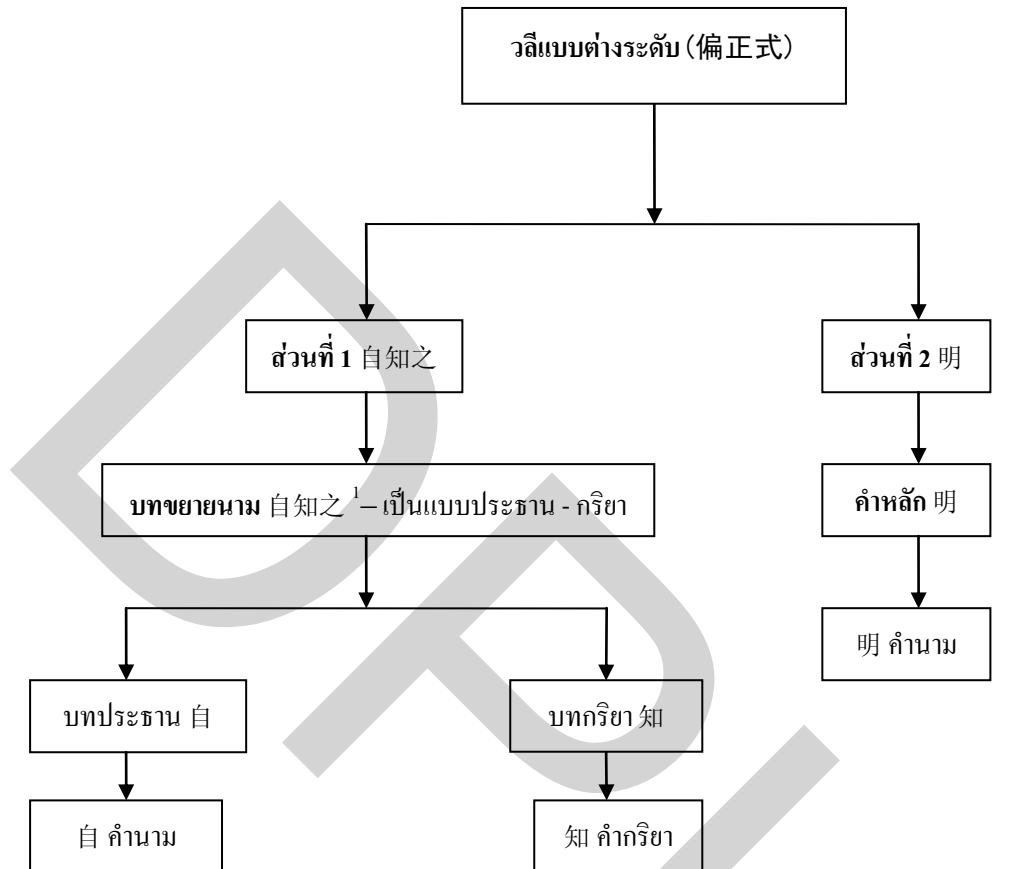 วลีแบบต่างระดับ (偏正式)
ส่วนที่ 1 自知之
ส่วนที่ 2 明
บทขยายนาม 自知之 ¹– เป็นแบบประธาน - กริยา
คำหลัก 明
明 คำนาม
บทประธาน 自
บทกริยา 知
自 คำนาม
知 คำกริยา